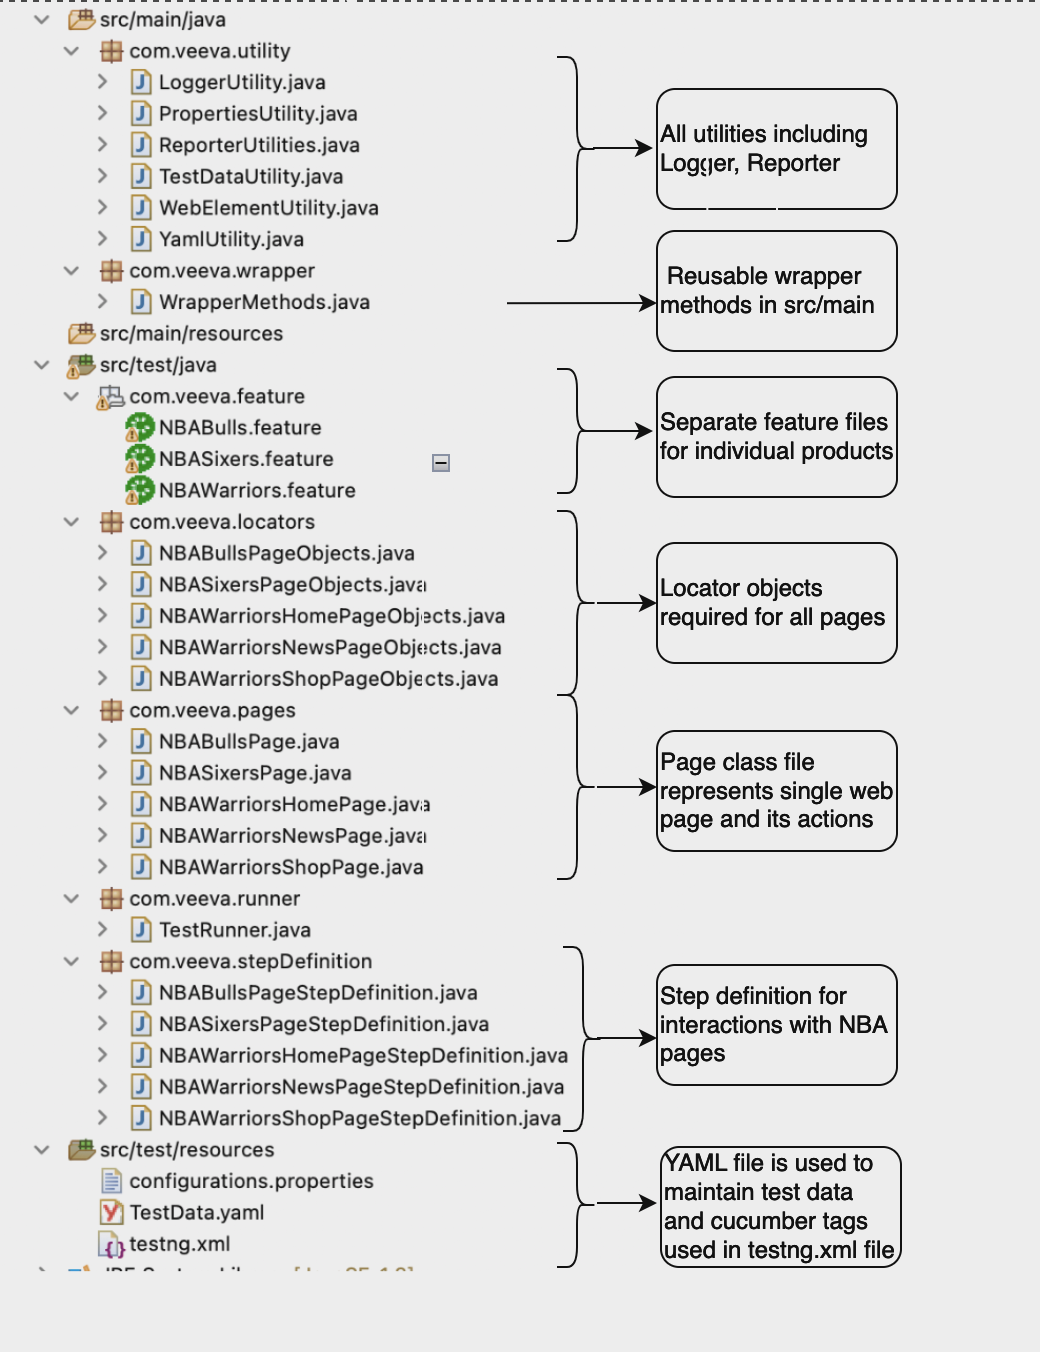 src/main/java
com.veeva.utility
LoggerUtility.java
PropertiesUtility.java
ReporterUtilities.java
TestDataUtility.java
WebElementUtility.java
YamlUtility.java
com.veeva.wrapper
WrapperMethods.java
src/main/resources
src/test/java
com.veeva.feature
NBABulls.feature
NBASixers.feature
NBAWarriors.feature
com.veeva.locators
NBABullsPageObjects.java
NBASixersPageObjects.java
NBAWarriorsHomePageObjects.java
NBAWarriorsNewsPageObjects.java
NBAWarriorsShopPageObjects.java
com.veeva.pages
NBABullsPage.java
NBASixersPage.java
NBAWarriorsHomePage.java
NBAWarriorsNewsPage.java
NBAWarriorsShopPage.java
com.veeva.runner
TestRunner.java
com.veeva.stepDefinition
NBABullsPageStepDefinition.java
NBASixersPageStepDefinition.java
NBAWarriorsHomePageStepDefinition.java
NBAWarriorsNewsPageStepDefinition.java
NBAWarriorsShopPageStepDefinition.java
src/test/resources
configurations.properties
TestData.yaml
testng.xml
All utilities including
Logger, Reporter
Reusable wrapper
methods in src/main
Separate feature files
for individual products
Locator objects
required for all pages
Page class file
represents single web
page and its actions
Step definition for
interactions with NBA
pages
YAML file is used to
maintain test data
and cucumber tags
used in testng.xml file